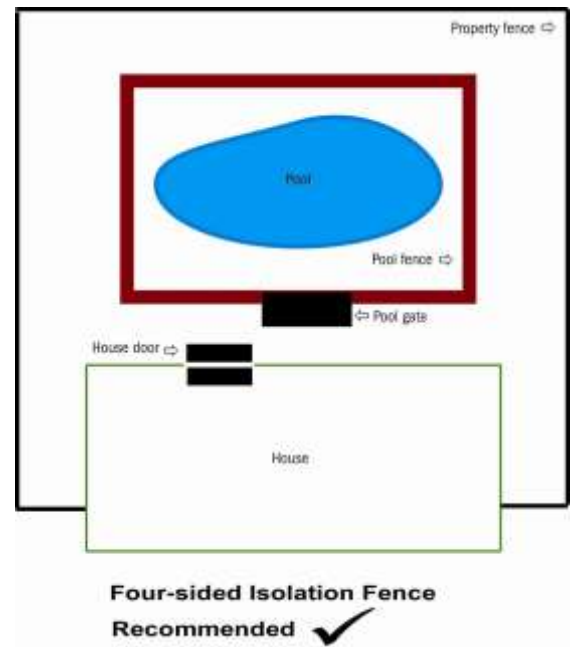 Property fence
Pool
Pool fence
Pool gate
House door
House
Four-sided Isolation Fence
Recommended